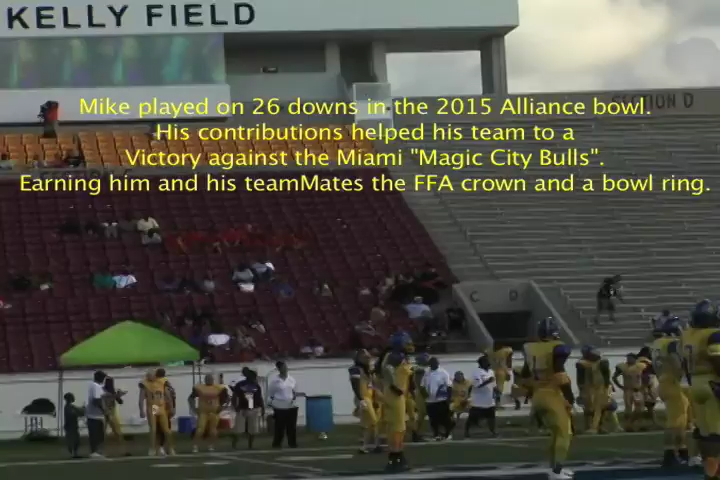 KELLY FIELD
SECTION D
Mike played on 26 downs in the 2015 Alliance bowl.
His contributions helped his team to a
Victory against the Miami "Magic City Bulls".
Earning him and his teamMates the FFA crown and a bowl ring.
C D